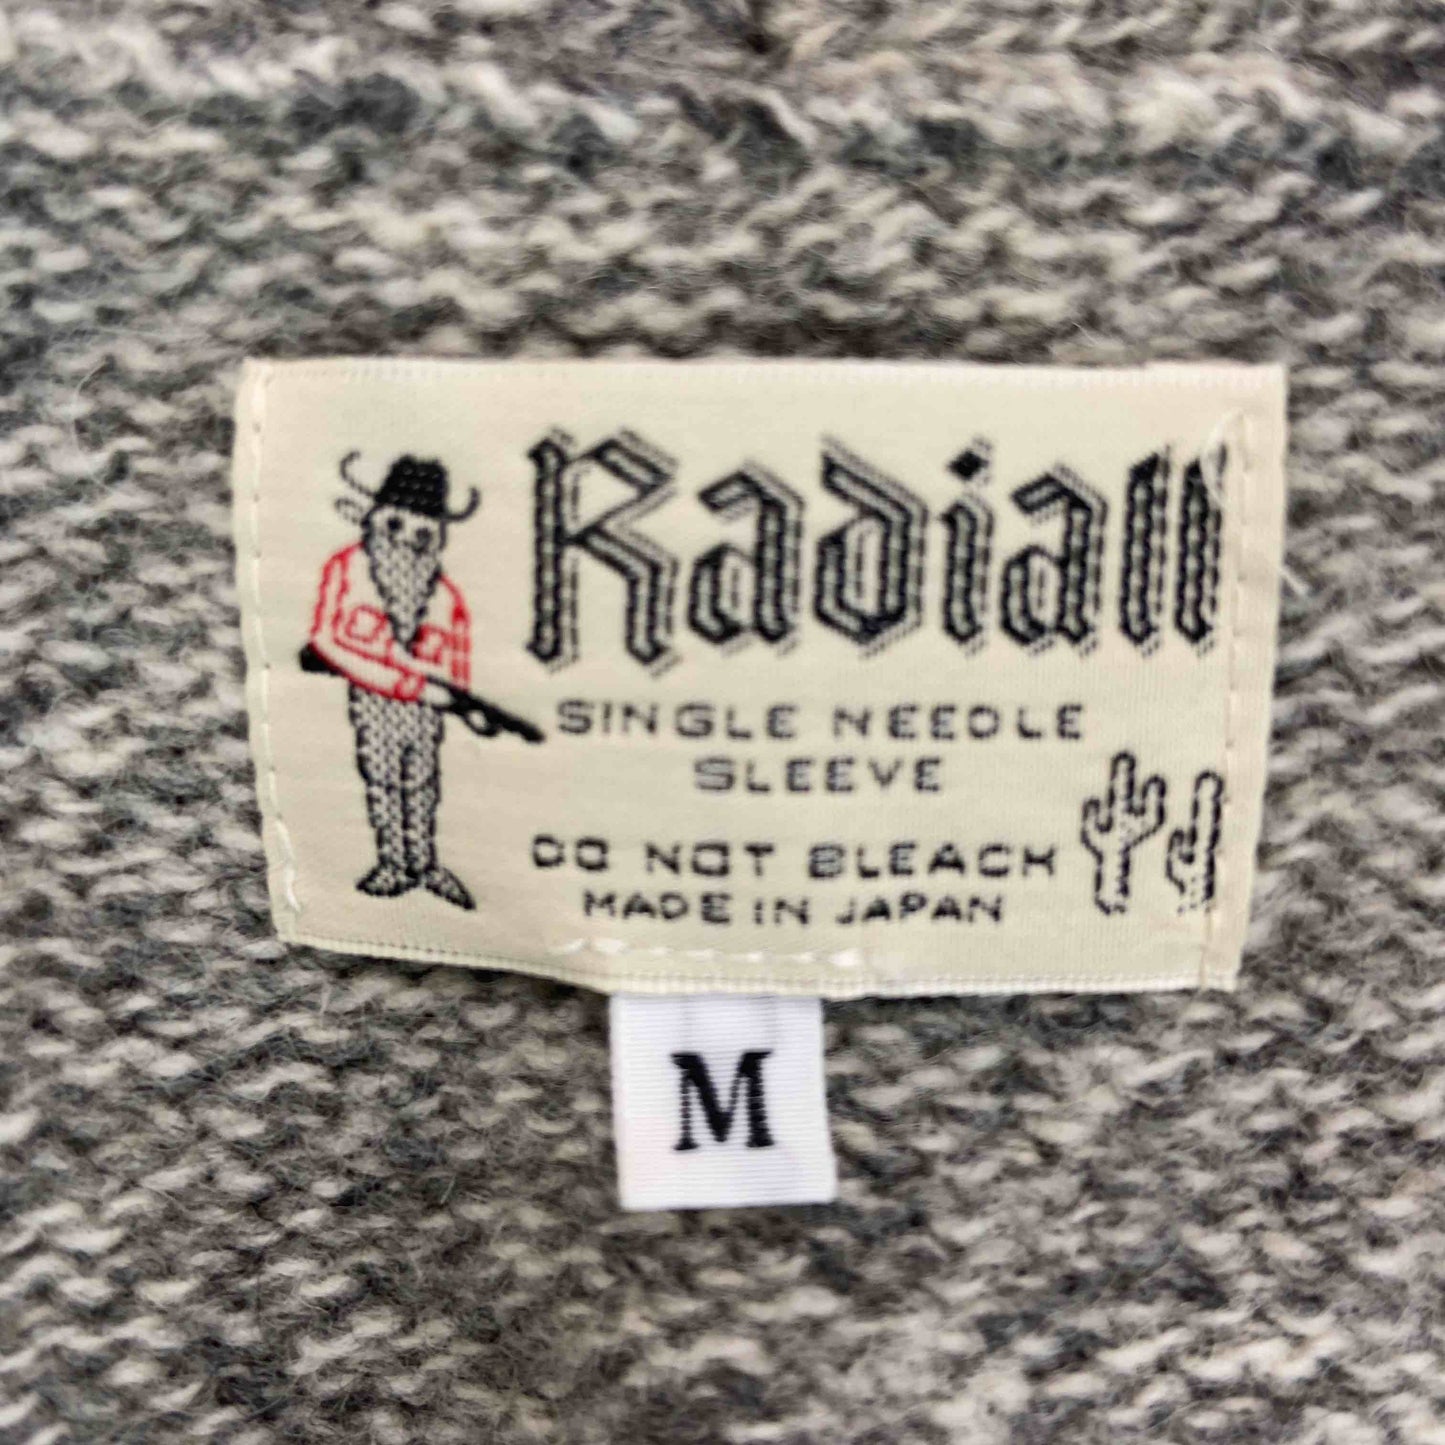 Radiall
SINGLE NEEDLE
SLEEVE
DO NOT BLEACH
MADE IN JAPAN
M